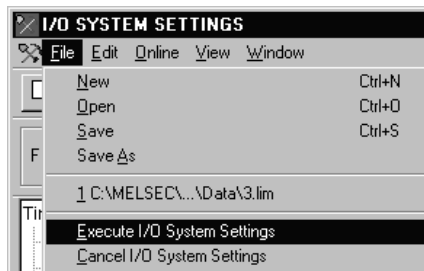 I/O SYSTEM SETTINGS
File Edit Online View Window
New Ctrl+N
Open Ctrl+O
Save Ctrl+S
Save As
F
1 C:\MELSEC\...\Data\3.lim
Tir
Execute I/O System Settings
Cancel I/O System Settings